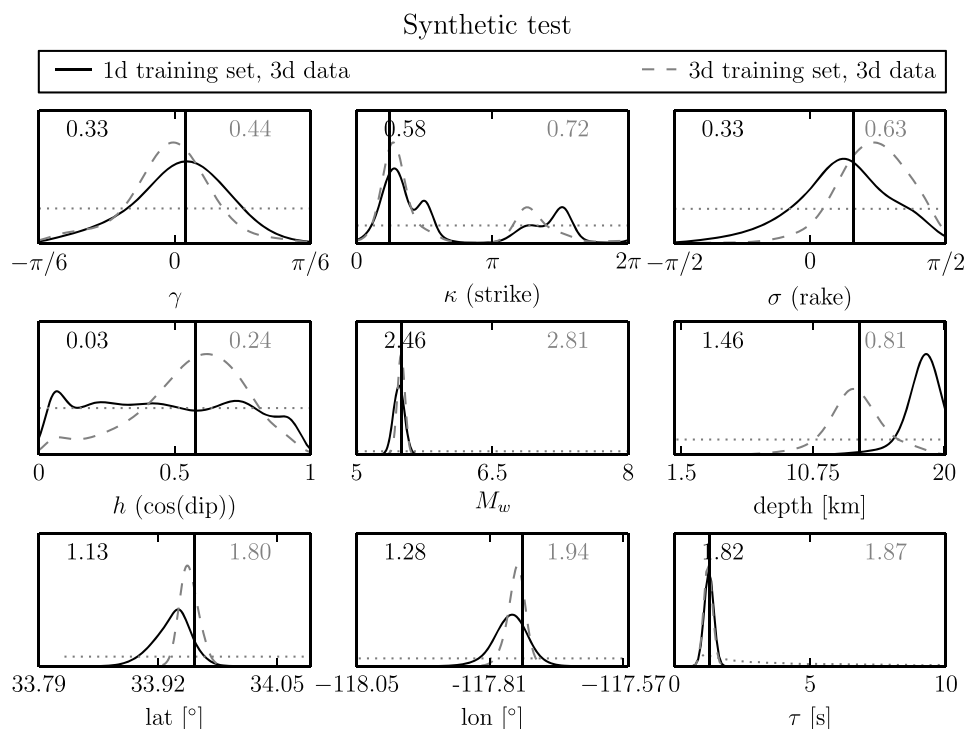 Synthetic test
1d training set, 3d data
3d training set, 3d data
0.33 0.44
−π/6 0 π/6
γ
0.58 0.72
0 π 2π
κ (strike)
0.33 0.63
−π/2 0 π/2
σ (rake)
0.03 0.24
0 0.5 1
h (cos(dip))
2.46 2.81
5 6.5 8
M_w
1.46 0.81
1.5 10.75 20
depth [km]
1.13 1.80
33.79 33.92 34.05
lat [°]
1.28 1.94
−118.05 -117.81 −117.57
lon [°]
1.82 1.87
0 5 10
τ [s]